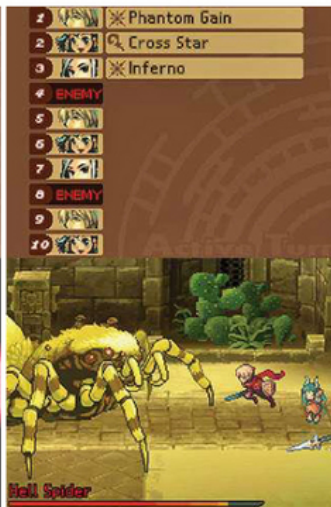 1 Phantom Gain
2 Cross Star
3 Inferno
4 ENEMY
5
6
7
8 ENEMY
9
10
Hell Spider